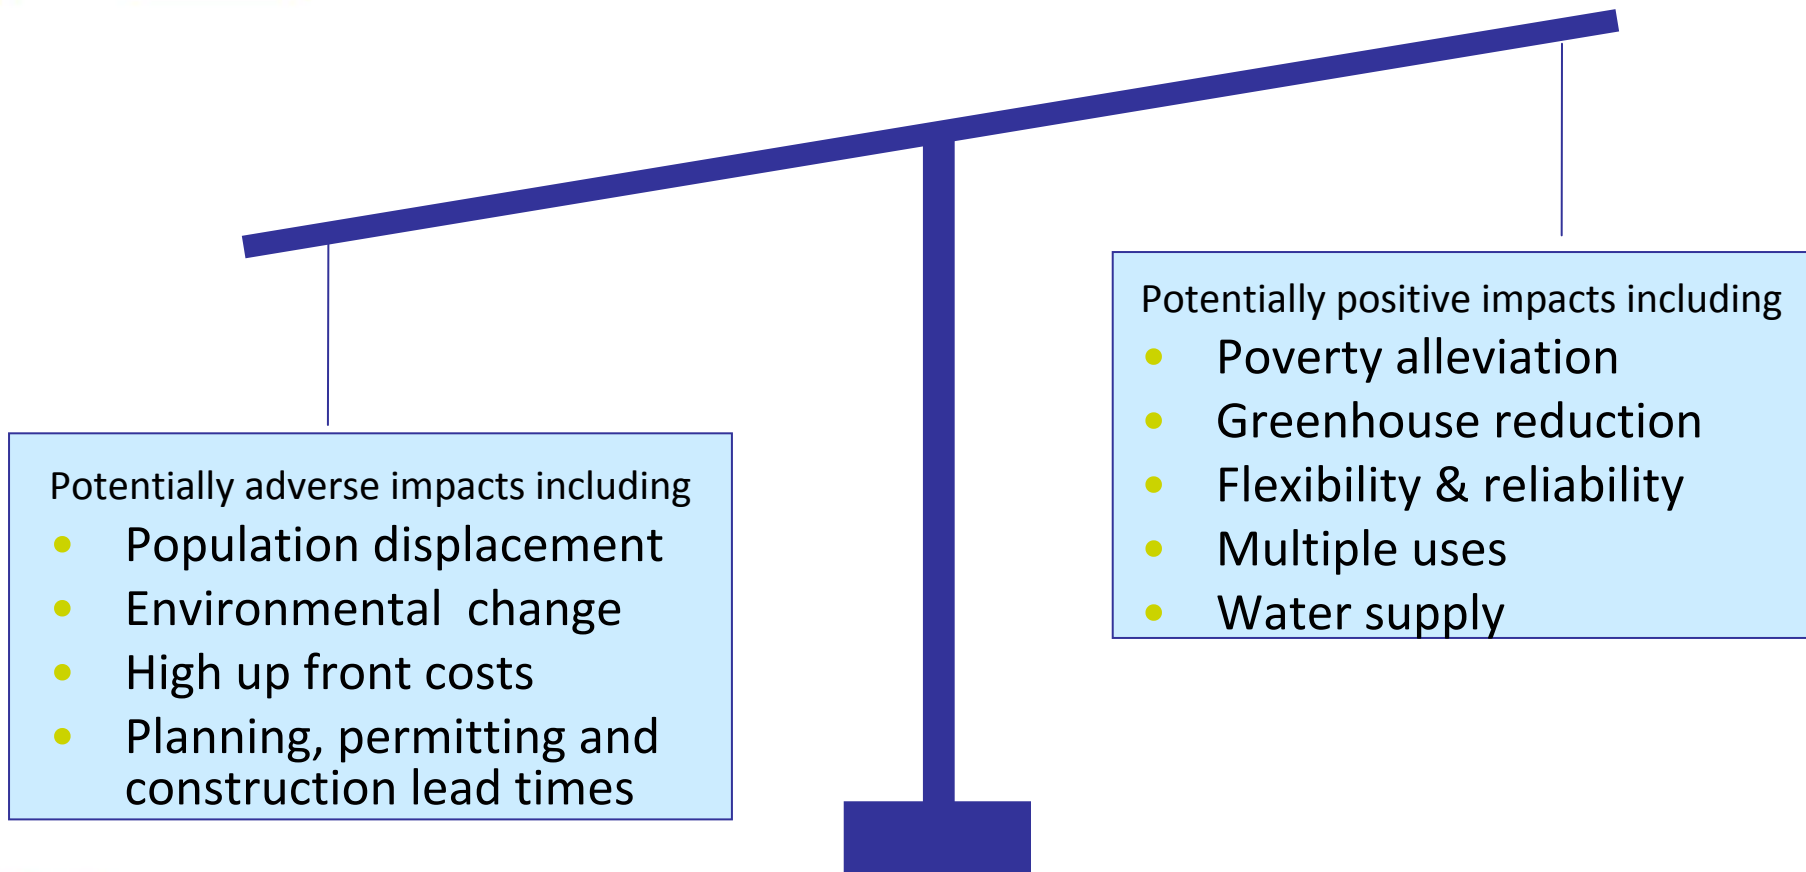 Potentially positive impacts including
• Poverty alleviation
• Greenhouse reduction
• Flexibility & reliability
• Multiple uses
• Water supply
Potentially adverse impacts including
• Population displacement
• Environmental  change
• High up front costs
• Planning, permitting and
construction lead times